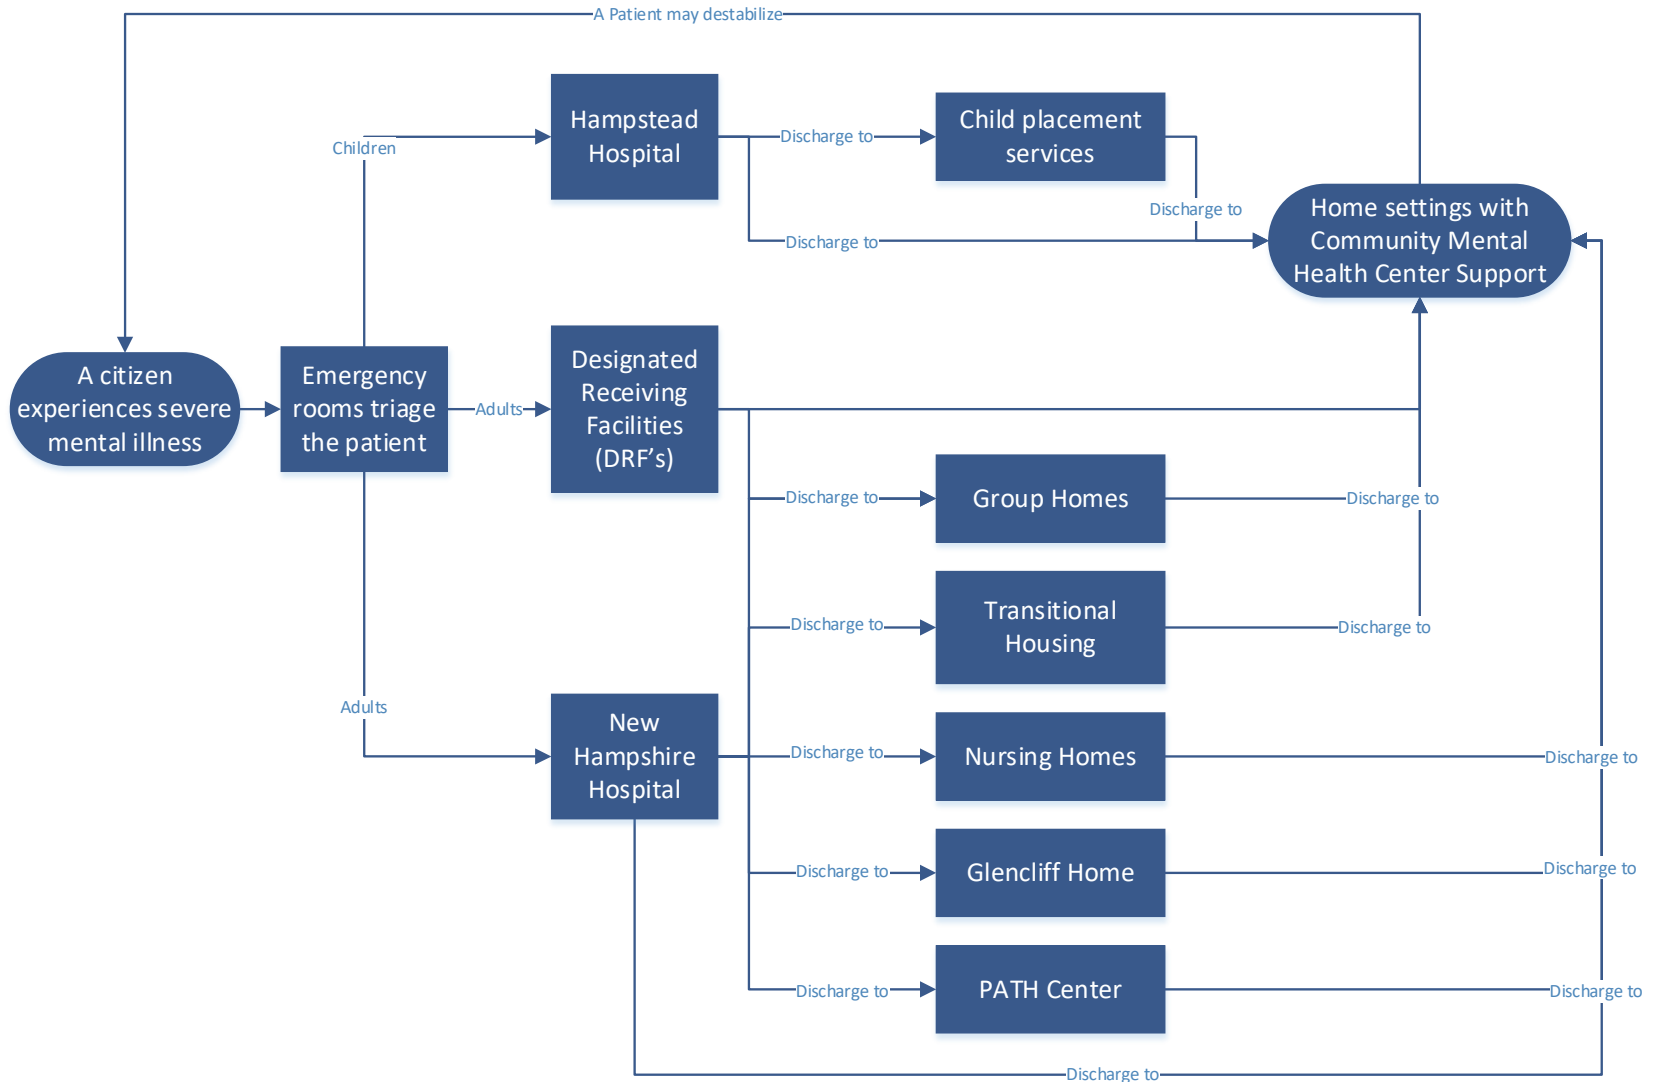 A Patient may destabilize
Hampstead
Hospital
Child placement
services
Children
Discharge to
Discharge to
Discharge to
Home settings with
Community Mental
Health Center Support
A citizen
experiences severe
mental illness
Emergency
rooms triage
the patient
Adults
Designated
Receiving
Facilities
(DRF’s)
Discharge to
Group Homes
Discharge to
Discharge to
Transitional
Housing
Discharge to
Adults
New
Hampshire
Hospital
Discharge to
Nursing Homes
Discharge to
Discharge to
Glencliff Home
Discharge to
Discharge to
PATH Center
Discharge to
Discharge to